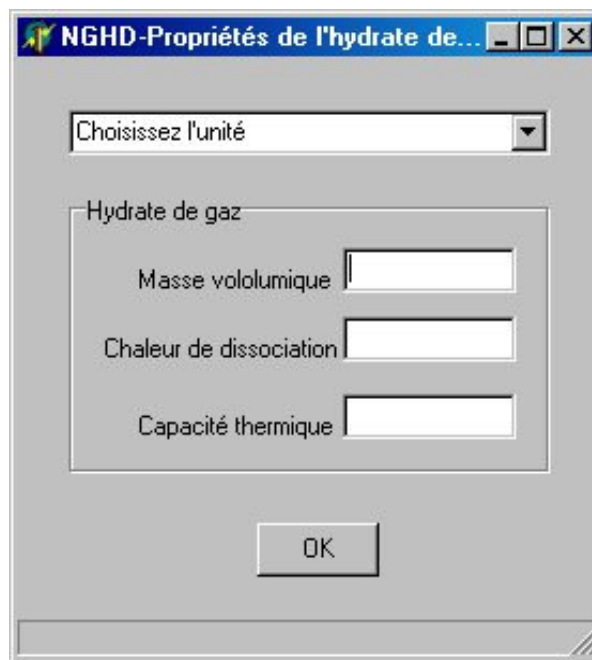 NGHD-Propriétés de l'hydrate de...
Choisissez l'unité
Hydrate de gaz
Masse vololumique
Chaleur de dissociation
Capacité thermique
OK